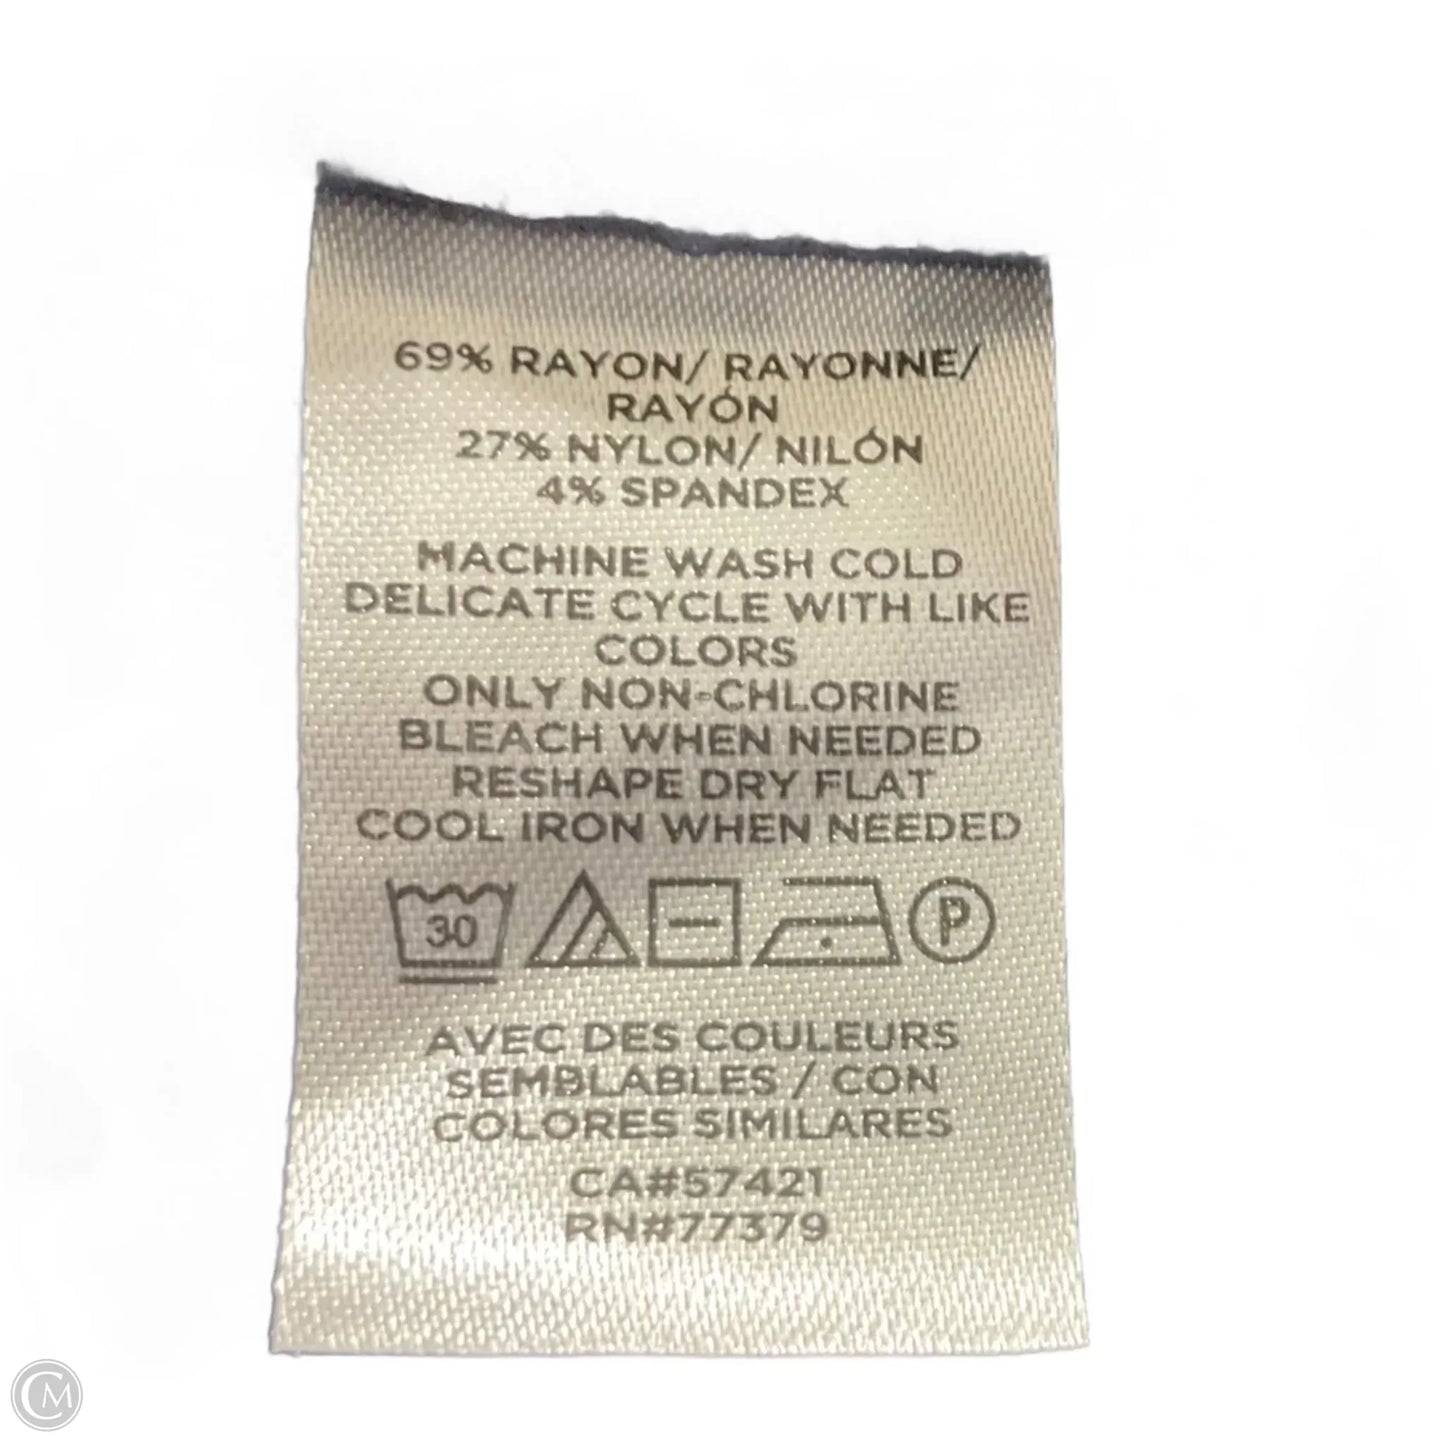 69% RAYON/ RAYONNE/
RAYÓN
27% NYLON/ NILÓN
4% SPANDEX
MACHINE WASH COLD
DELICATE CYCLE WITH LIKE
COLORS
ONLY NON-CHLORINE
BLEACH WHEN NEEDED
RESHAPE DRY FLAT
COOL IRON WHEN NEEDED
30 P
AVEC DES COULEURS
SEMBLABLES / CON
COLORES SIMILARES
CA#57421
RN#77379
CM